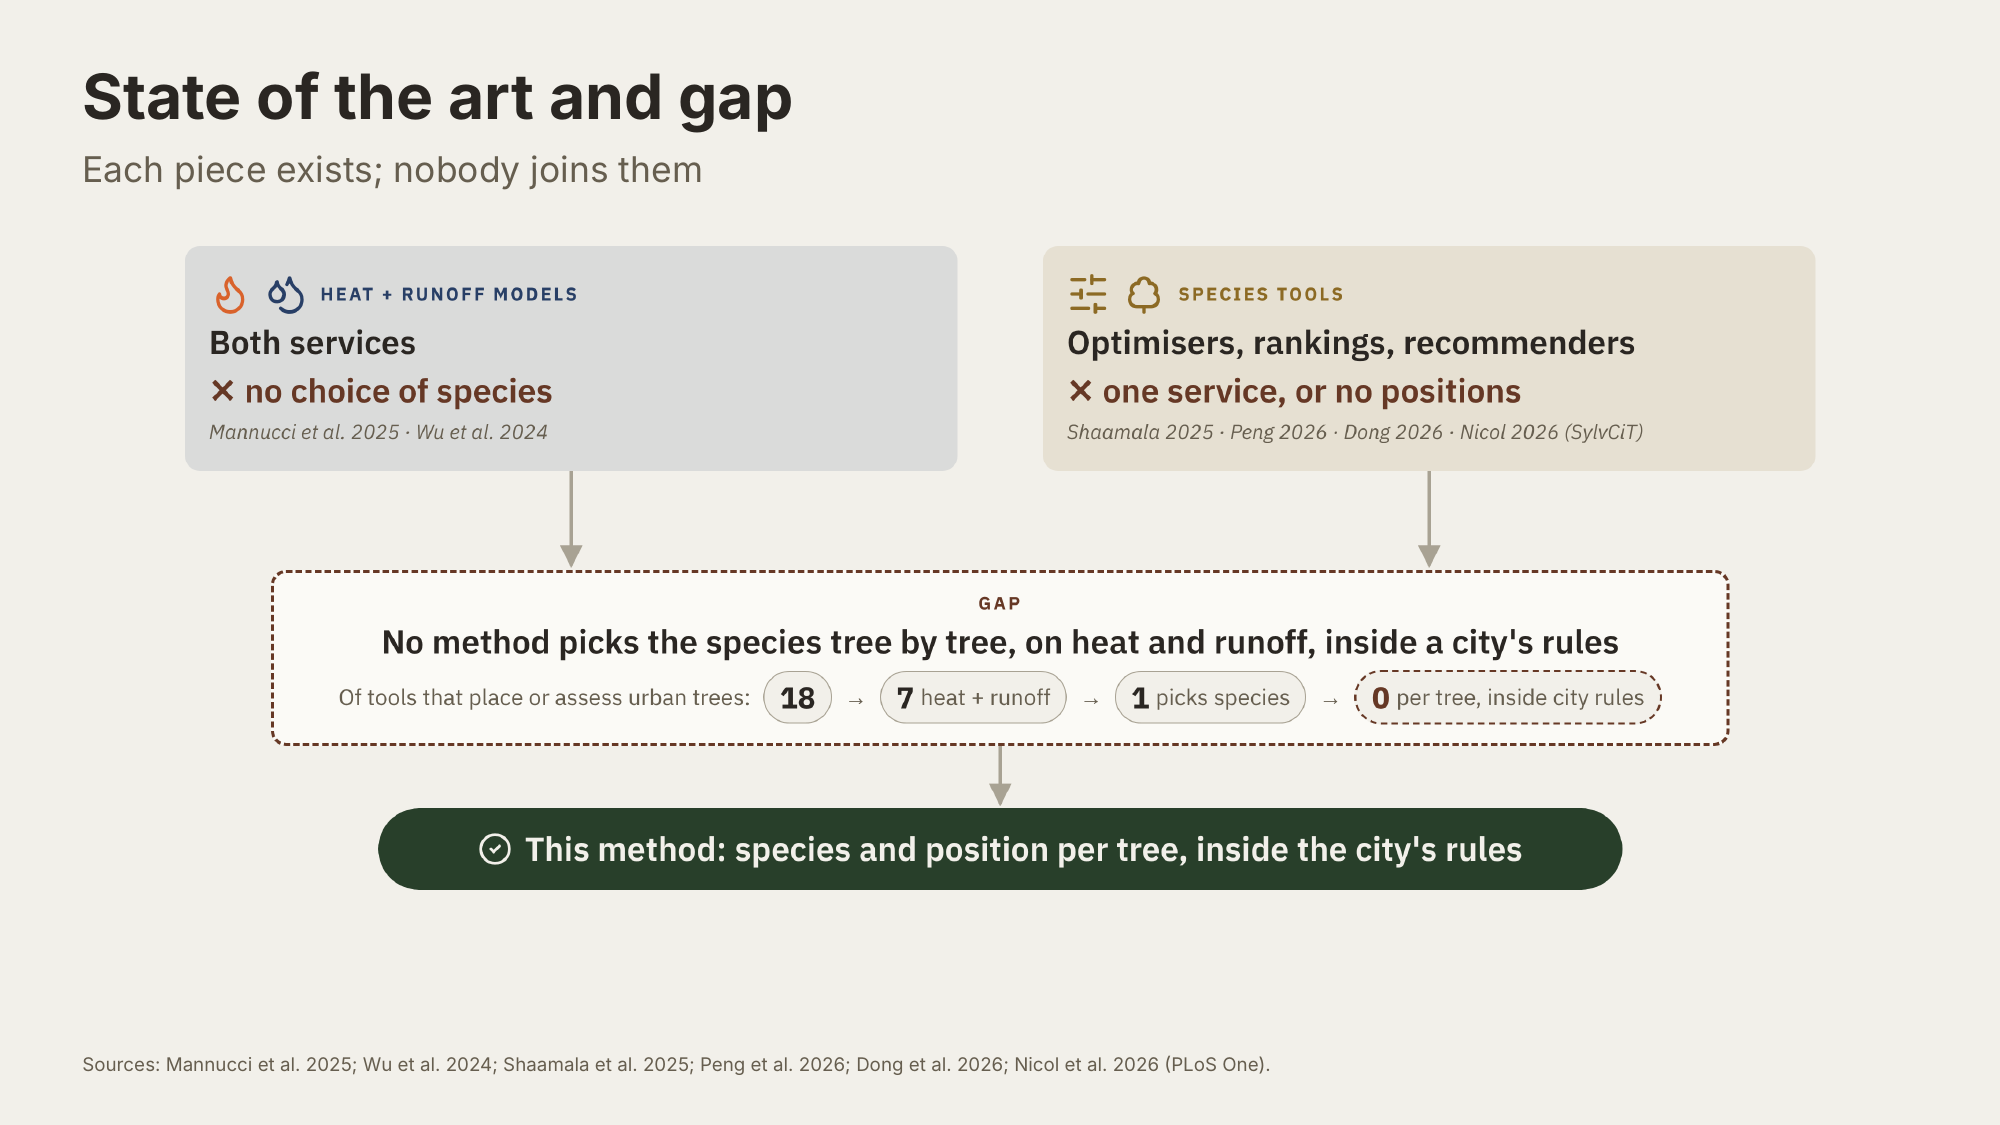 State of the art and gap
Each piece exists; nobody joins them
HEAT + RUNOFF MODELS
Both services
✕ no choice of species
Mannucci et al. 2025 · Wu et al. 2024
SPECIES TOOLS
Optimisers, rankings, recommenders
✕ one service, or no positions
Shaamala 2025 · Peng 2026 · Dong 2026 · Nicol 2026 (SylvCiT)
GAP
No method picks the species tree by tree, on heat and runoff, inside a city's rules
Of tools that place or assess urban trees: 18 → 7 heat + runoff → 1 picks species → 0 per tree, inside city rules
This method: species and position per tree, inside the city's rules
Sources: Mannucci et al. 2025; Wu et al. 2024; Shaamala et al. 2025; Peng et al. 2026; Dong et al. 2026; Nicol et al. 2026 (PLoS One).